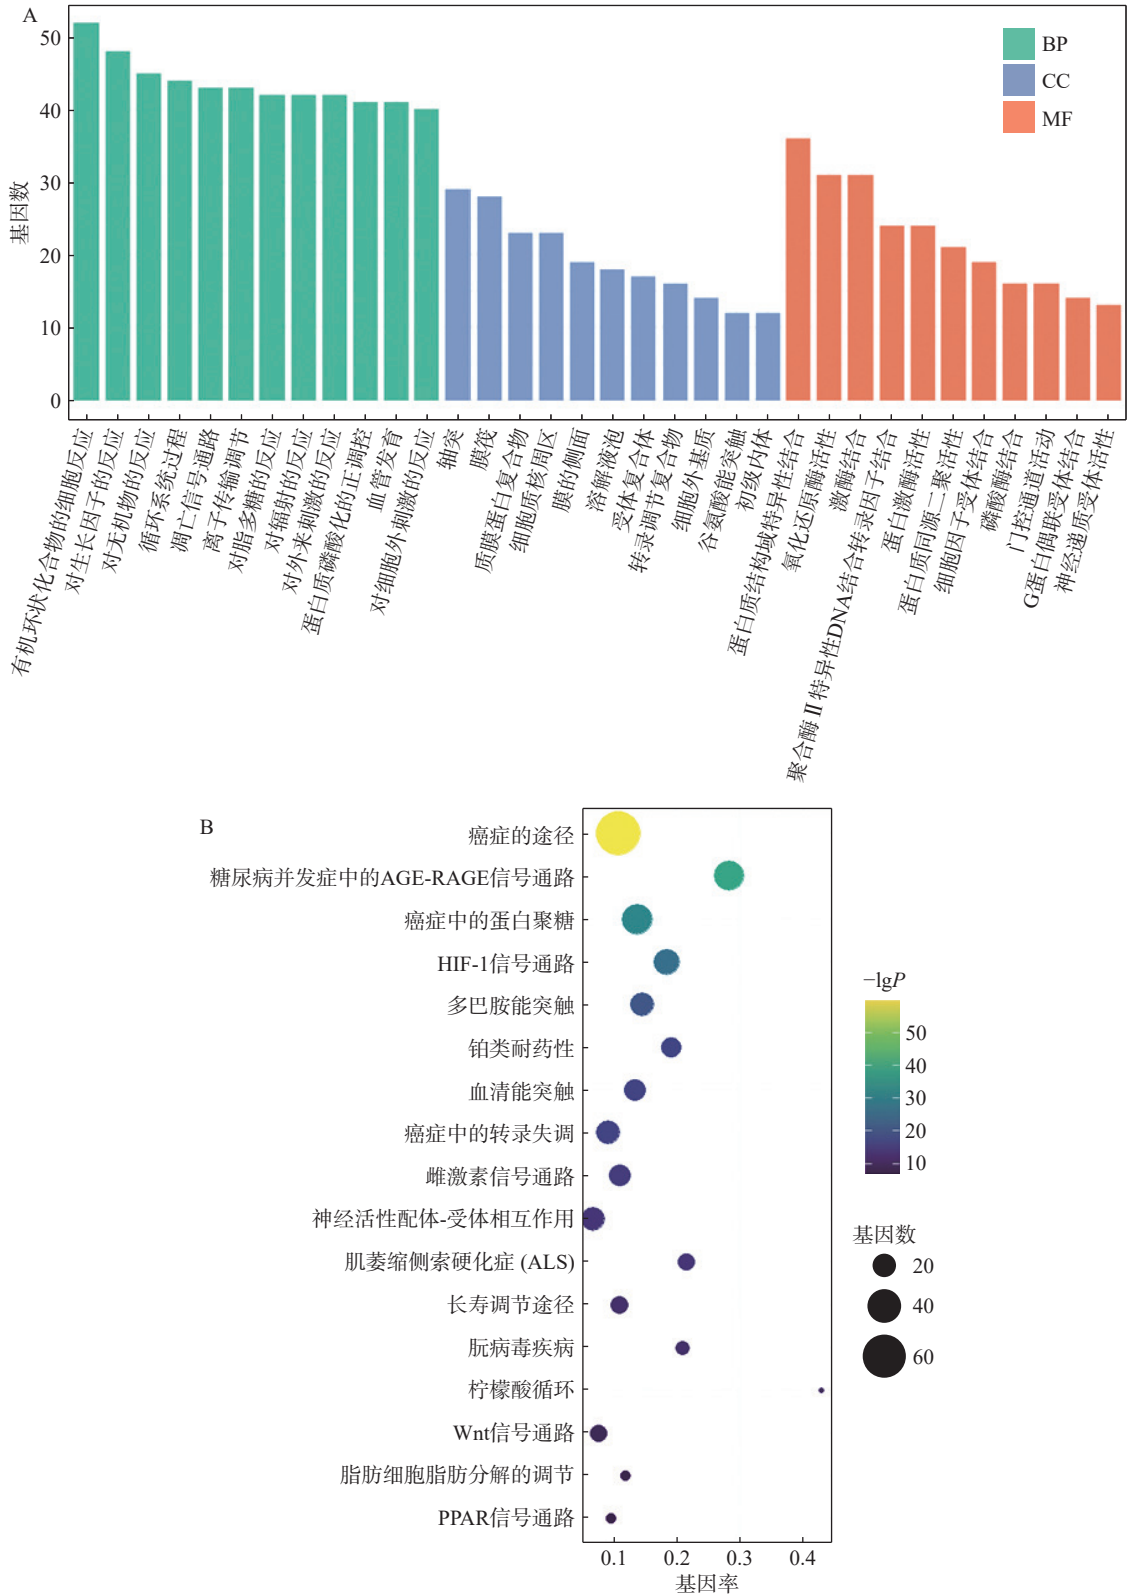 A
BP
CC
MF
基因数
50
40
30
20
10
0
有机环状化合物的细胞反应
对生长因子的反应
对无机物的反应
循环系统过程
凋亡信号通路
离子传输调节
对脂多糖的反应
对辐射的反应
对外来刺激的反应
蛋白质磷酸化的正调控
血管发育
对细胞外刺激的反应
轴突
膜筏
质膜蛋白复合物
细胞质核周区
膜的侧面
溶解液泡
受体复合体
转录调节复合物
细胞外基质
谷氨酸能突触
初级内体
蛋白质结构域特异性结合
氧化还原酶活性
激酶结合
聚合酶Ⅱ特异性DNA结合转录因子结合
蛋白激酶活性
蛋白质同源二聚活性
细胞因子受体结合
磷酸酶结合
门控通道活动
G蛋白偶联受体结合
神经递质受体活性
B
癌症的途径
糖尿病并发症中的AGE-RAGE信号通路
癌症中的蛋白聚糖
HIF-1信号通路
多巴胺能突触
铂类耐药性
血清能突触
癌症中的转录失调
雌激素信号通路
神经活性配体-受体相互作用
肌萎缩侧索硬化症 (ALS)
长寿调节途径
朊病毒疾病
柠檬酸循环
Wnt信号通路
脂肪细胞脂肪分解的调节
PPAR信号通路
0.1
0.2
0.3
0.4
基因率
−lgP
50
40
30
20
10
基因数
20
40
60